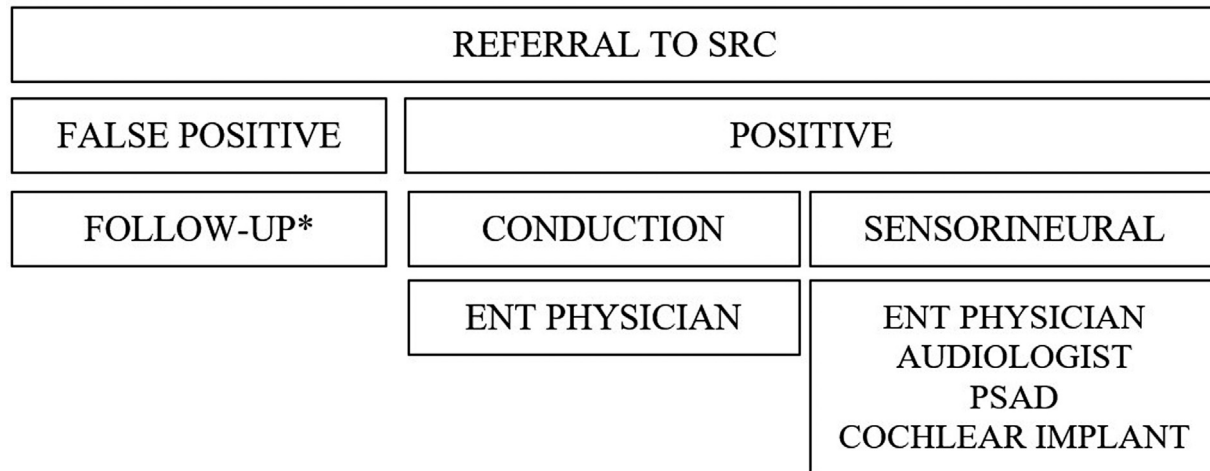 REFERRAL TO SRC
FALSE POSITIVE
POSITIVE
FOLLOW-UP*
CONDUCTION
SENSORINEURAL
ENT PHYSICIAN
ENT PHYSICIAN
AUDIOLOGIST
PSAD
COCHLEAR IMPLANT